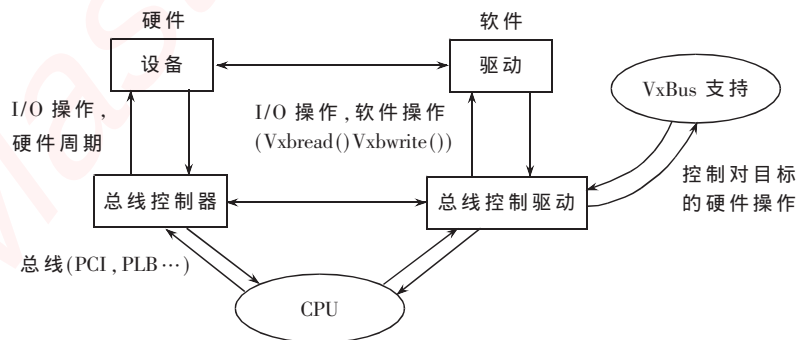 硬件
软件
设备
驱动
VxBus 支持
I/O 操作,
硬件周期
I/O 操作,软件操作
(Vxbread()Vxbwrite())
控制对目标
的硬件操作
总线控制器
总线控制驱动
总线(PCI,PLB…)
CPU